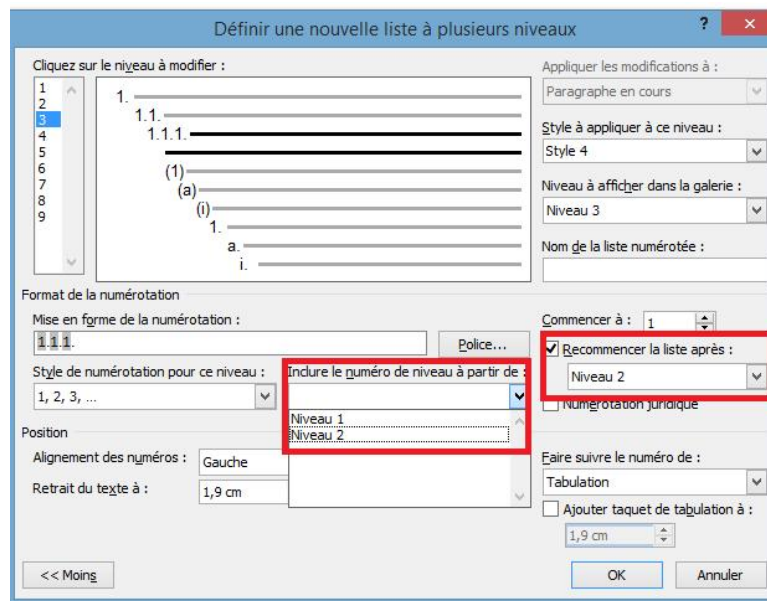 Définir une nouvelle liste à plusieurs niveaux
?
×
Cliquez sur le niveau à modifier :
1
2
3
4
5
6
7
8
9
1.
1.1.
1.1.1.
(1)
(a)
(i)
1.
a.
i.
Appliquer les modifications à :
Paragraphe en cours
Style à appliquer à ce niveau :
Style 4
Niveau à afficher dans la galerie :
Niveau 3
Nom de la liste numérotée :
Format de la numérotation
Mise en forme de la numérotation :
1.1.1.
Police...
Commencer à : 1
Recommencer la liste après :
Niveau 2
Style de numérotation pour ce niveau :
1, 2, 3, ...
Inclure le numéro de niveau à partir de :
Niveau 1
Niveau 2
Numérotation juridique
Position
Alignement des numéros : Gauche
Retrait du texte à : 1,9 cm
Faire suivre le numéro de :
Tabulation
Ajouter taquet de tabulation à :
1,9 cm
<< Moins
OK
Annuler